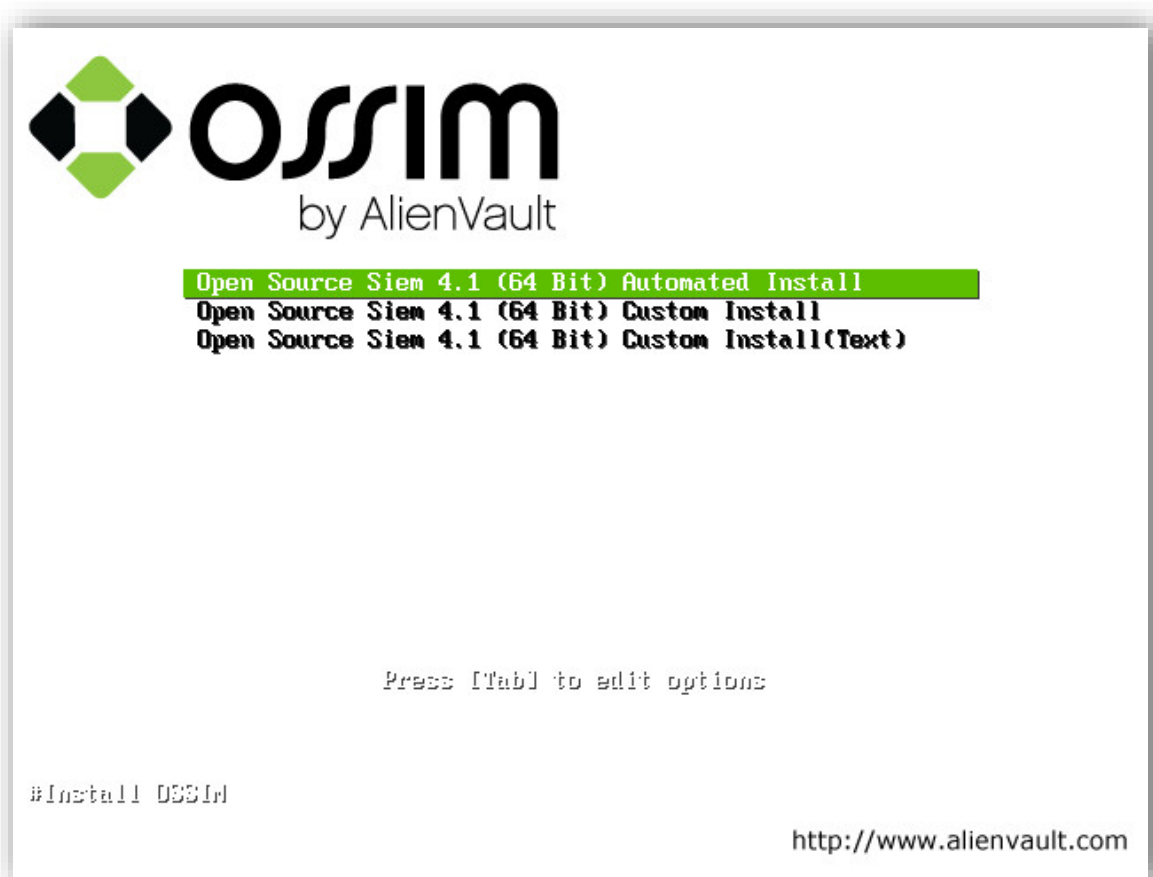 OSSIM
by AlienVault
Open Source Siem 4.1 (64 Bit) Automated Install
Open Source Siem 4.1 (64 Bit) Custom Install
Open Source Siem 4.1 (64 Bit) Custom Install(Text)
Press [Tab] to edit options
#Install OSSIM
http://www.alienvault.com